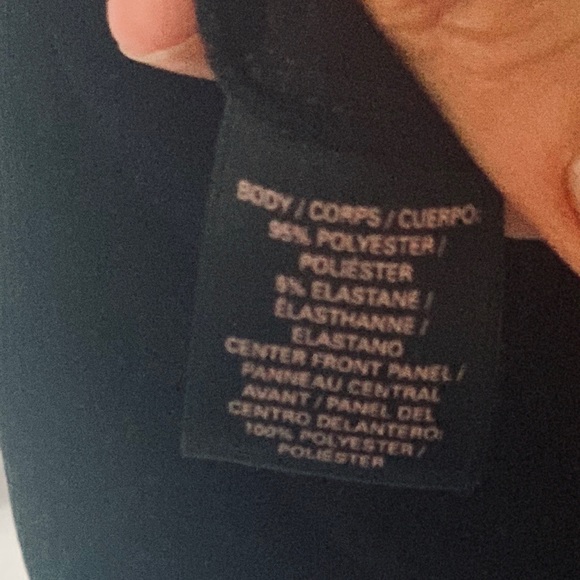 BODY / CORPS / CUERPO:
95% POLYESTER /
POLIÉSTER
5% ELASTANE /
ÉLASTHANNE /
ELASTANO
CENTER FRONT PANEL /
PANNEAU CENTRAL
AVANT / PANEL DEL
CENTRO DELANTERO:
100% POLYESTER /
POLIÉSTER